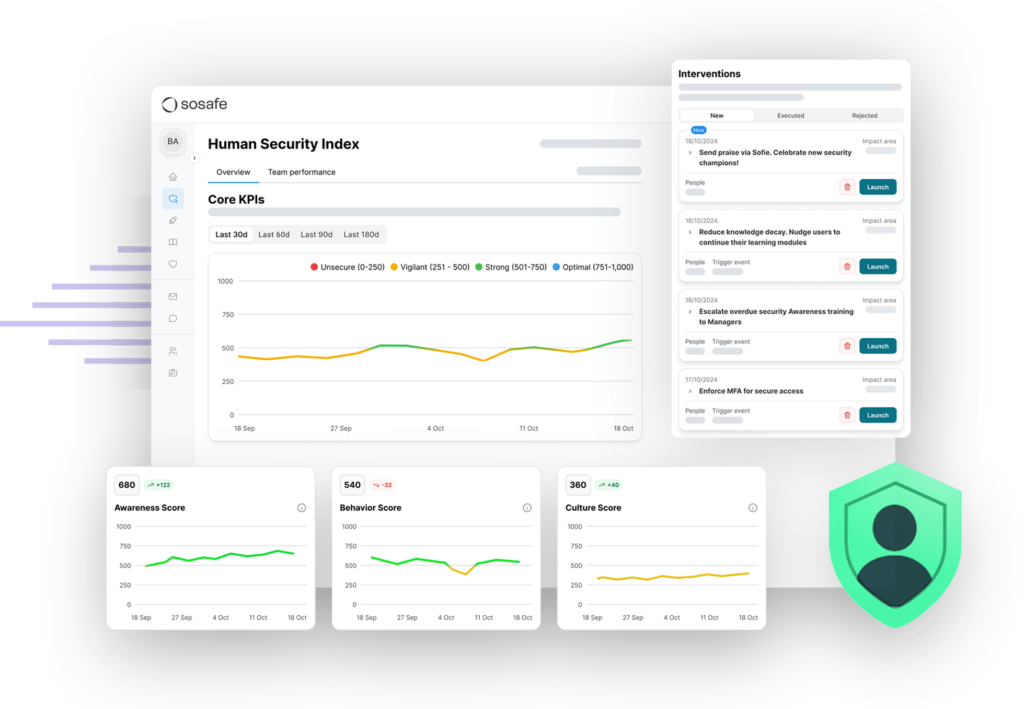 sosafe
BA
Human Security Index
Overview Team performance
Core KPIs
Last 30d Last 60d Last 90d Last 180d
Unsecure (0-250) Vigilant (251 - 500) Strong (501-750) Optimal (751-1,000)
1000
750
500
250
0
18 Sep 27 Sep 4 Oct 11 Oct 18 Oct
Interventions
New Executed Rejected
New
18/10/2024 Impact area
Send praise via Sofie. Celebrate new security
champions!
People
Launch
18/10/2024 Impact area
Reduce knowledge decay. Nudge users to
continue their learning modules
People Trigger event
Launch
18/10/2024 Impact area
Escalate overdue security Awareness training
to Managers
People Trigger event
Launch
17/10/2024 Impact area
Enforce MFA for secure access
People Trigger event
Launch
680 +122
Awareness Score
1000
750
500
250
0
18 Sep 27 Sep 4 Oct 11 Oct 18 Oct
540 -32
Behavior Score
1000
750
500
250
0
18 Sep 27 Sep 4 Oct 11 Oct 18 Oct
360 +40
Culture Score
1000
750
500
250
0
18 Sep 27 Sep 4 Oct 11 Oct 18 Oct